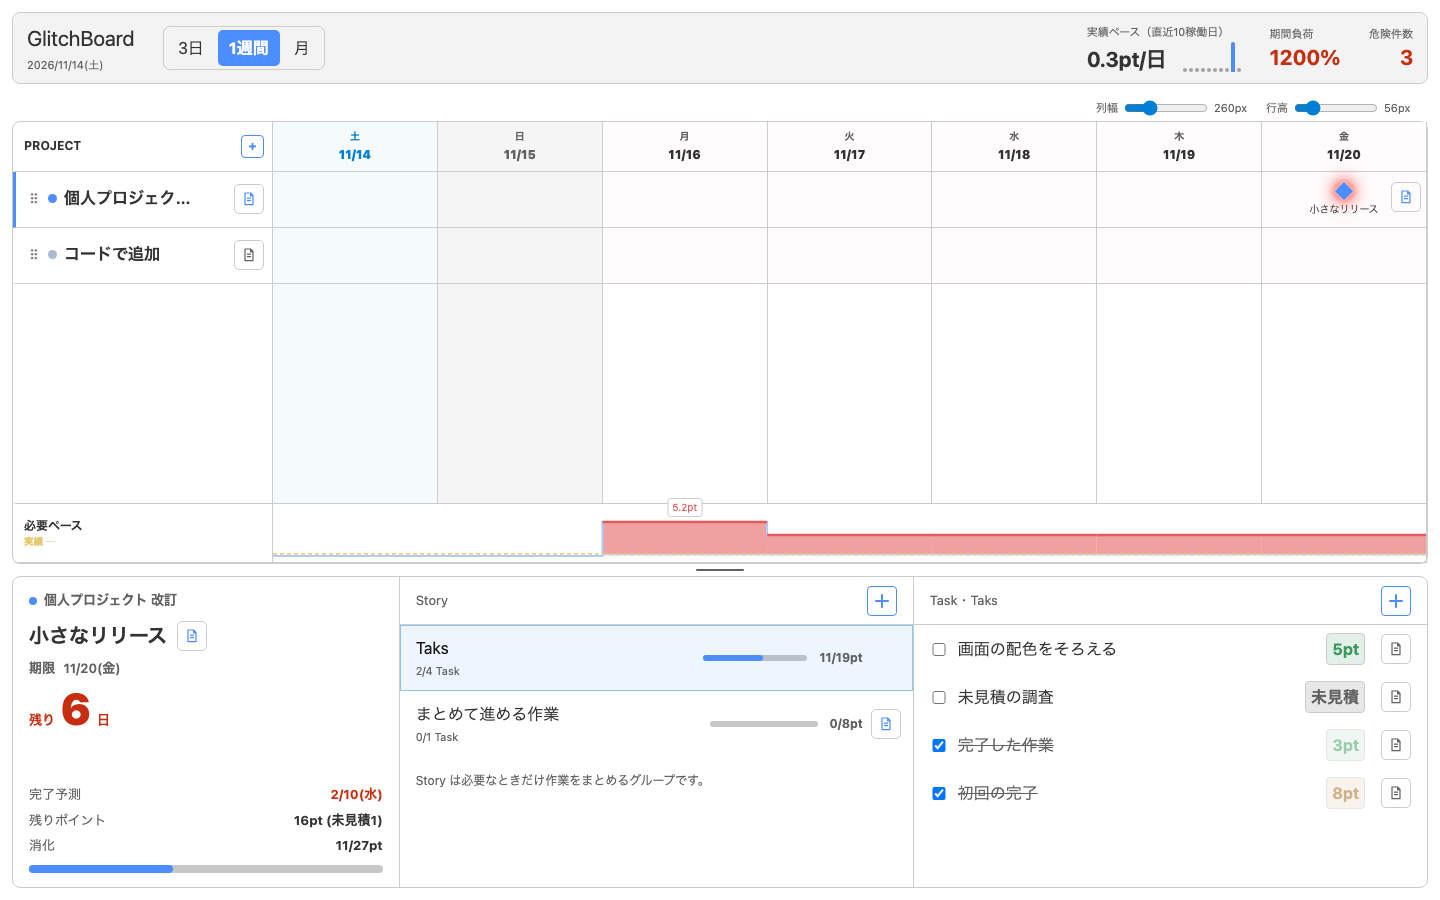 GlitchBoard
2026/11/14(土)
3日 1週間 月
実績ペース（直近10稼働日）
0.3pt/日
期間負荷
1200%
危険件数
3
列幅 260px 行高 56px
PROJECT +
土 11/14
日 11/15
月 11/16
火 11/17
水 11/18
木 11/19
金 11/20
個人プロジェク...
小さなリリース
コードで追加
必要ペース
実績 —
5.2pt
個人プロジェクト 改訂
小さなリリース
期限 11/20(金)
残り 6 日
完了予測 2/10(水)
残りポイント 16pt (未見積1)
消化 11/27pt
Story +
Taks
2/4 Task
11/19pt
まとめて進める作業
0/1 Task
0/8pt
Story は必要なときだけ作業をまとめるグループです。
Task・Taks +
画面の配色をそろえる 5pt
未見積の調査 未見積
完了した作業 3pt
初回の完了 8pt